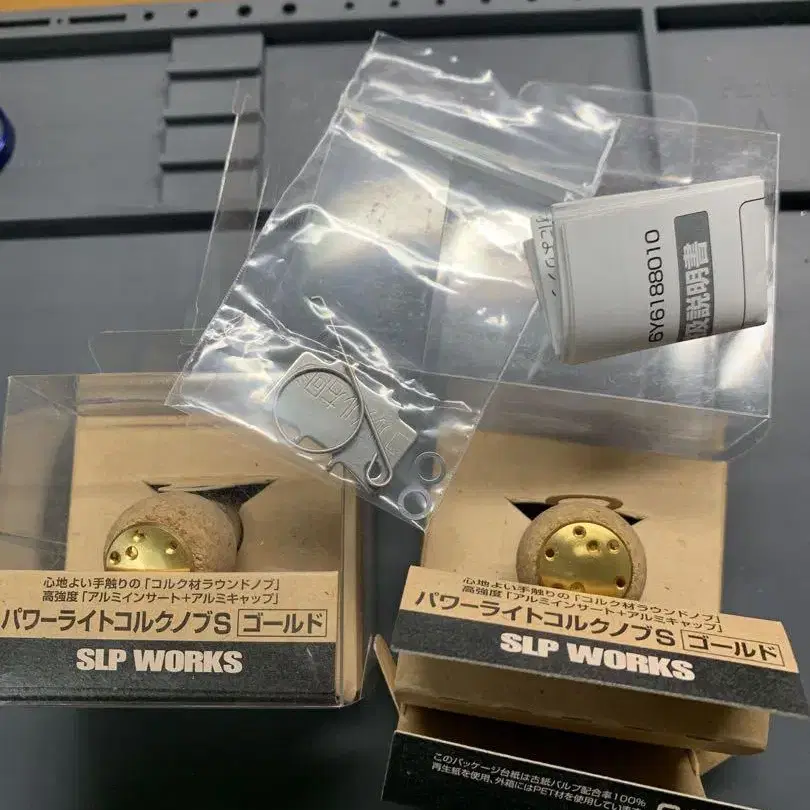 6Y6188010
扱説明書
心地よい手触りの「コルク材ラウンドノブ」
高強度「アルミインサート+アルミキャップ」
パワーライトコルクノブS ゴールド
SLP WORKS
心地よい手触りの「コルク材ラウンドノブ」
高強度「アルミインサート+アルミキャップ」
パワーライトコルクノブS ゴールド
SLP WORKS
このパッケージ台紙は古紙パルプ配合率100%
再生紙を使用、外箱にはPET材を使用してい